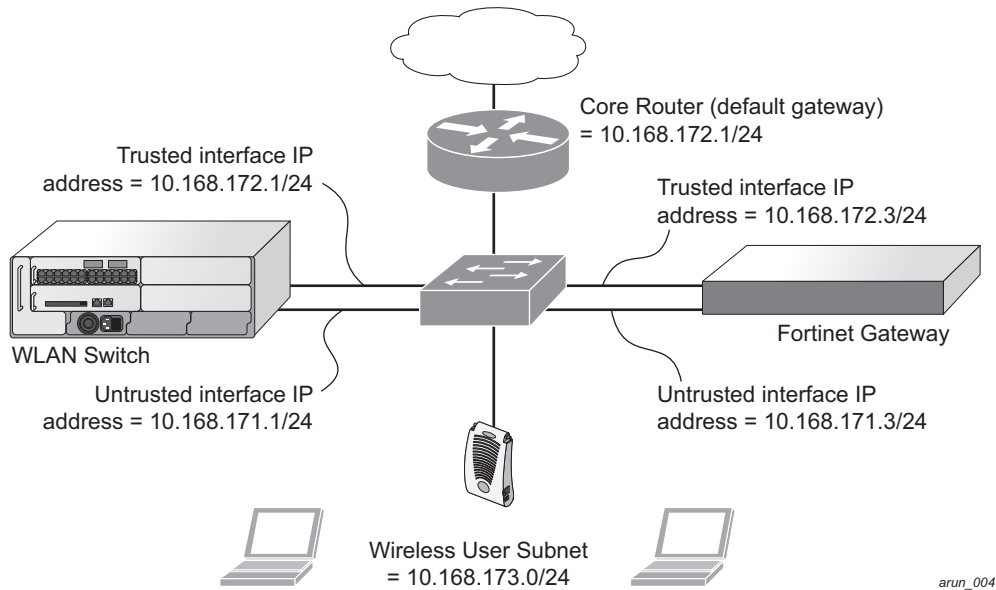 Core Router (default gateway)
= 10.168.172.1/24
Trusted interface IP
address = 10.168.172.1/24
Trusted interface IP
address = 10.168.172.3/24
WLAN Switch
Fortinet Gateway
Untrusted interface IP
address = 10.168.171.1/24
Untrusted interface IP
address = 10.168.171.3/24
Wireless User Subnet
= 10.168.173.0/24
arun_004